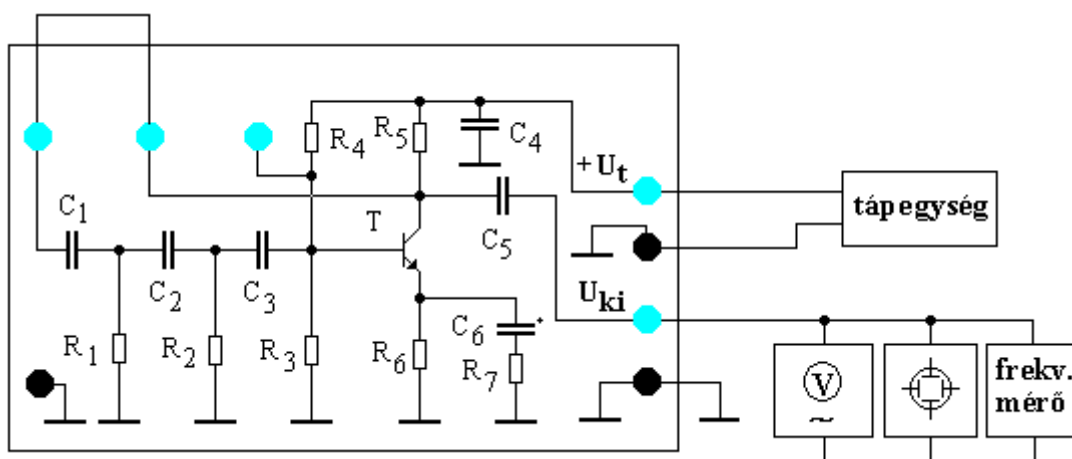 R4
R5
C4
+Ut
tápegység
C1
T
C5
C2
C3
Uki
R1
R2
R3
R6
C6
+
R7
V
~
frekv.
mérő